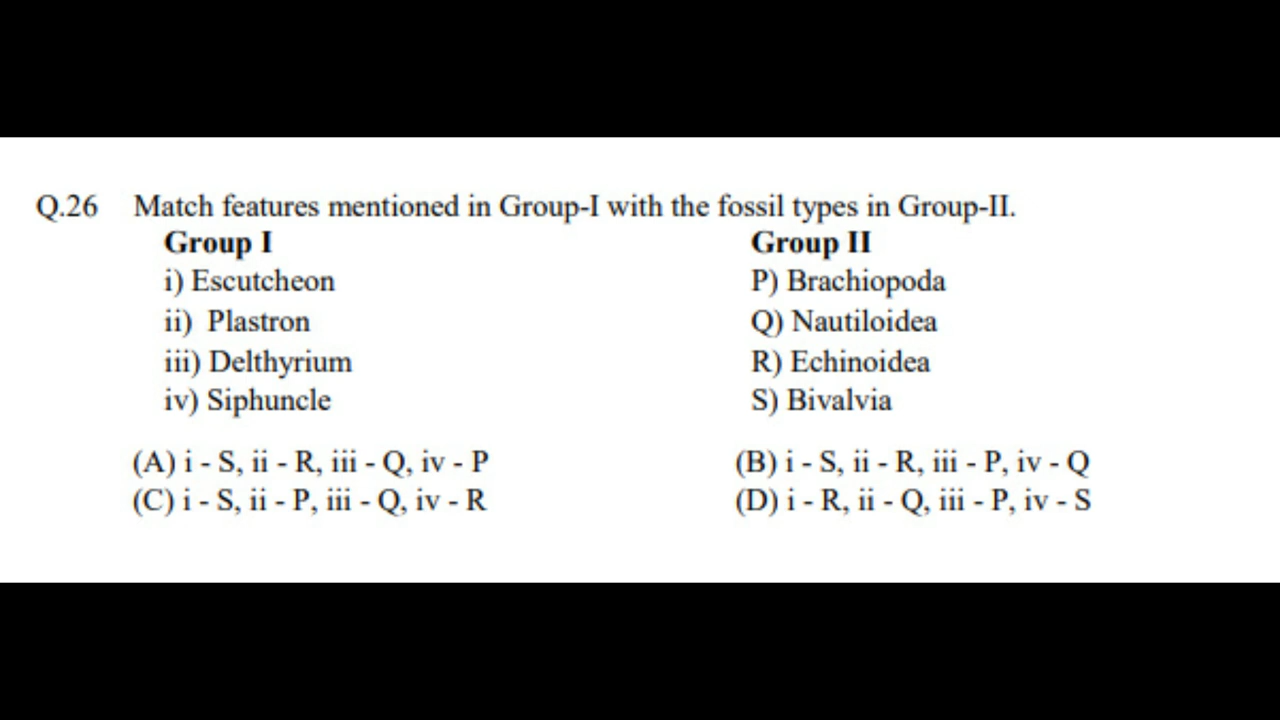 Q.26 Match features mentioned in Group-I with the fossil types in Group-II.
Group I Group II
i) Escutcheon P) Brachiopoda
ii) Plastron Q) Nautiloidea
iii) Delthyrium R) Echinoidea
iv) Siphuncle S) Bivalvia
(A) i - S, ii - R, iii - Q, iv - P (B) i - S, ii - R, iii - P, iv - Q
(C) i - S, ii - P, iii - Q, iv - R (D) i - R, ii - Q, iii - P, iv - S